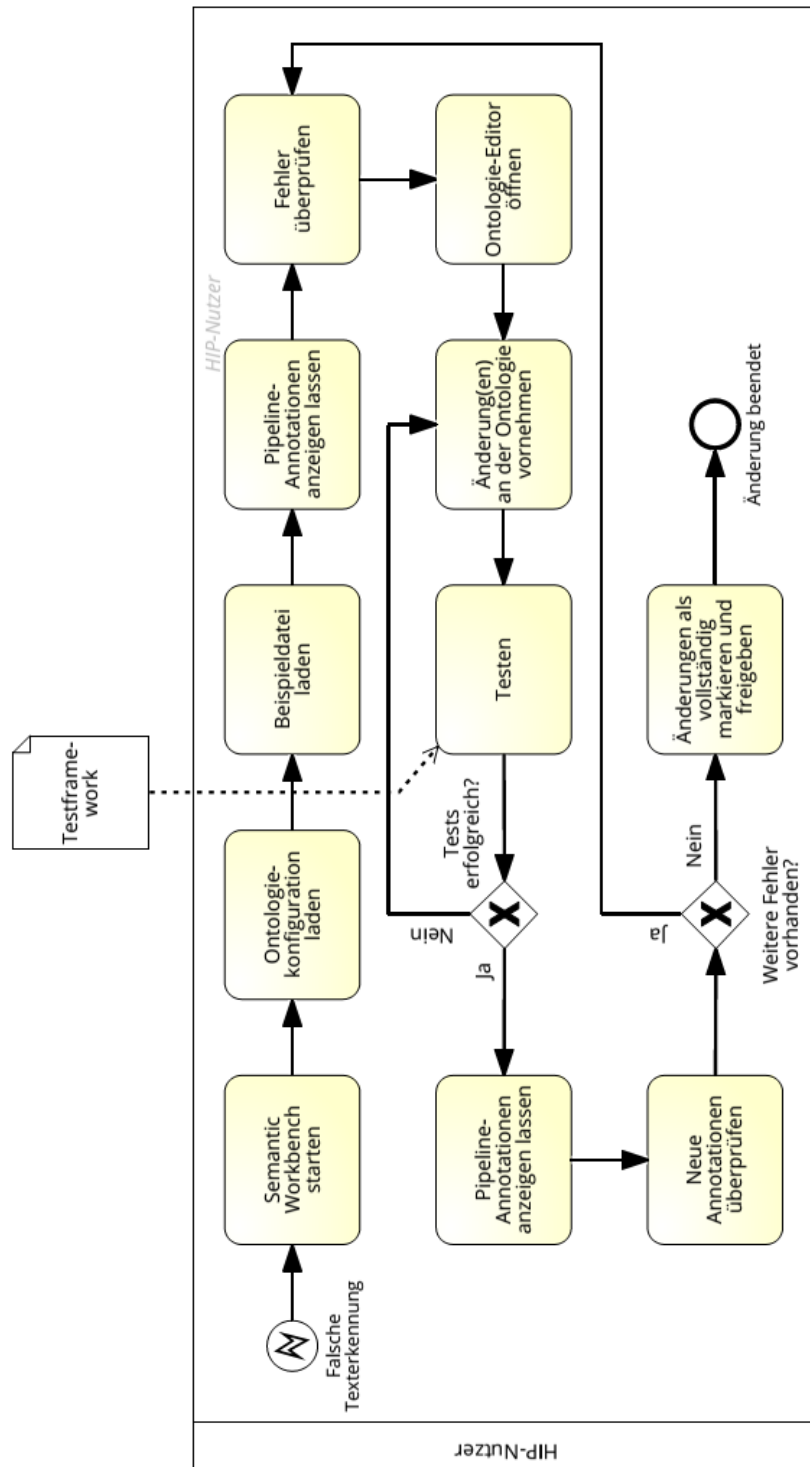 HIP-Nutzer
HIP-Nutzer
Testframe-
work
Falsche
Texterkennung
Semantic
Workbench
starten
Ontologie-
konfiguration
laden
Beispieldatei
laden
Pipeline-
Annotationen
anzeigen lassen
Fehler
überprüfen
Ontologie-Editor
öffnen
Änderung(en)
an der Ontologie
vornehmen
Testen
Tests
erfolgreich?
Nein
Ja
Pipeline-
Annotationen
anzeigen lassen
Neue
Annotationen
überprüfen
Weitere Fehler
vorhanden?
Ja
Nein
Änderungen als
vollständig
markieren und
freigeben
Änderung beendet